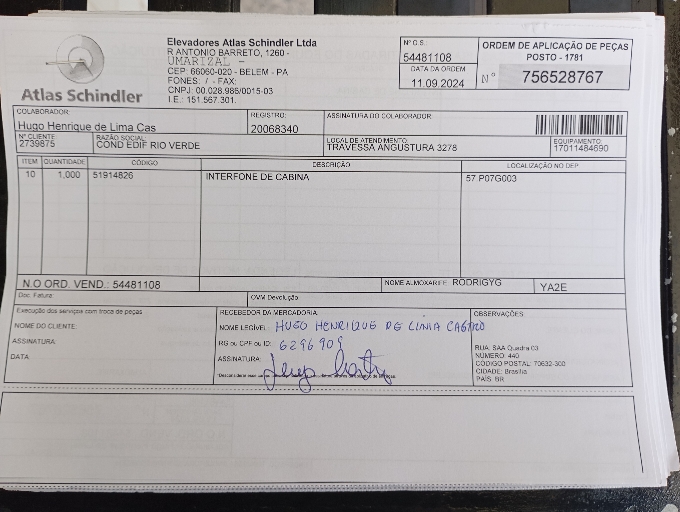 Elevadores Atlas Schindler Ltda
R ANTONIO BARRETO, 1260 -
UMARIZAL -
CEP: 66060-020 - BELEM - PA
FONES: / - FAX:
CNPJ: 00.028.986/0015-03
I.E.: 151.567.301.
Atlas Schindler
Nº O.S.:
54481108
DATA DA ORDEM
11.09.2024
ORDEM DE APLICAÇÃO DE PEÇAS
POSTO - 1781
Nº 756528767
COLABORADOR:
Hugo Henrique de Lima Cas
REGISTRO:
20068340
ASSINATURA DO COLABORADOR
Nº CLIENTE:
2739875
RAZÃO SOCIAL:
COND EDIF RIO VERDE
LOCAL DE ATENDIMENTO
TRAVESSA ANGUSTURA 3278
EQUIPAMENTO:
17011484690
ITEM QUANTIDADE CÓDIGO DESCRIÇÃO LOCALIZAÇÃO NO DEP
10 1,000 51914826 INTERFONE DE CABINA 57.P07G003
N.O ORD. VEND.: 54481108
NOME ALMOXARIFE RODRIGYG YA2E
Doc. Fatura: OVM Devolução:
Execução dos serviços com troca de peças
NOME DO CLIENTE:
ASSINATURA:
DATA:
RECEBEDOR DA MERCADORIA:
NOME LEGÍVEL: HUGO HENRIQUE DE LIMA CASTRO
RG ou CPF ou ID: 6296909
ASSINATURA:
OBSERVAÇÕES:
RUA: SAA Quadra 03
NÚMERO: 440
CODIGO POSTAL: 70632-300
CIDADE: Brasília
PAÍS: BR